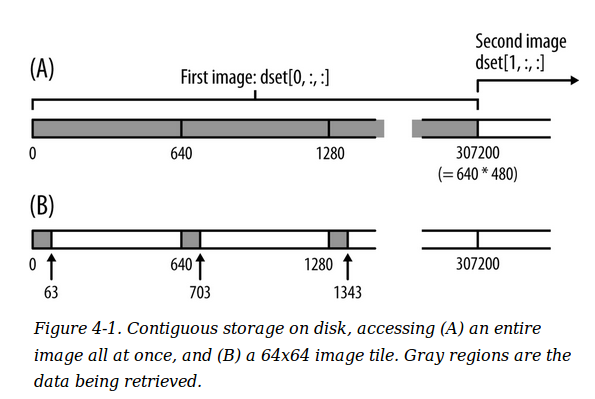 (A)
Second image
dset[1, :, :]
First image: dset[0, :, :]
0 640 1280 307200
(= 640 * 480)
(B)
0 640 1280 307200
63 703 1343
Figure 4-1. Contiguous storage on disk, accessing (A) an entire
image all at once, and (B) a 64x64 image tile. Gray regions are the
data being retrieved.